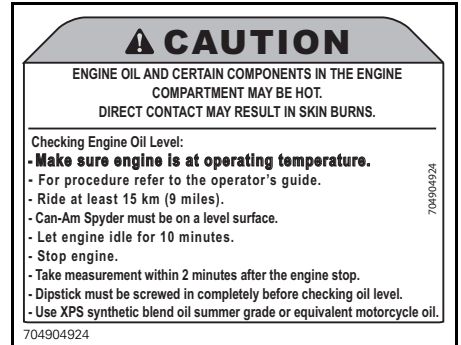 CAUTION
ENGINE OIL AND CERTAIN COMPONENTS IN THE ENGINE
COMPARTMENT MAY BE HOT.
DIRECT CONTACT MAY RESULT IN SKIN BURNS.
Checking Engine Oil Level:
- Make sure engine is at operating temperature.
- For procedure refer to the operator's guide.
- Ride at least 15 km (9 miles).
- Can-Am Spyder must be on a level surface.
- Let engine idle for 10 minutes.
- Stop engine.
- Take measurement within 2 minutes after the engine stop.
- Dipstick must be screwed in completely before checking oil level.
- Use XPS synthetic blend oil summer grade or equivalent motorcycle oil.
704904924
704904924